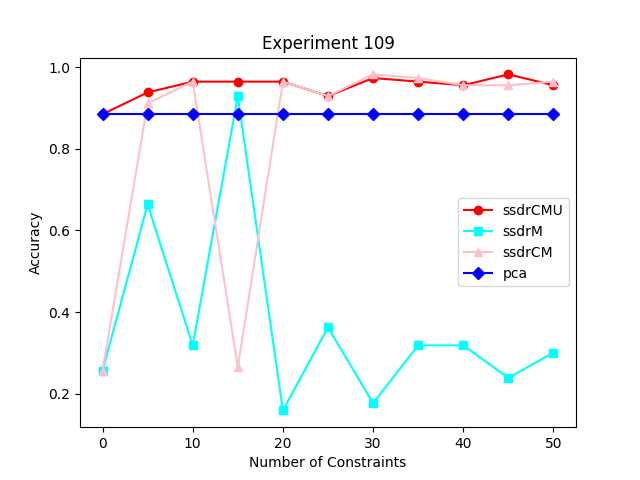 Experiment 109
1.0
0.8
0.6
0.4
0.2
Accuracy
ssdrCMU
ssdrM
ssdrCM
pca
0 10 20 30 40 50
Number of Constraints